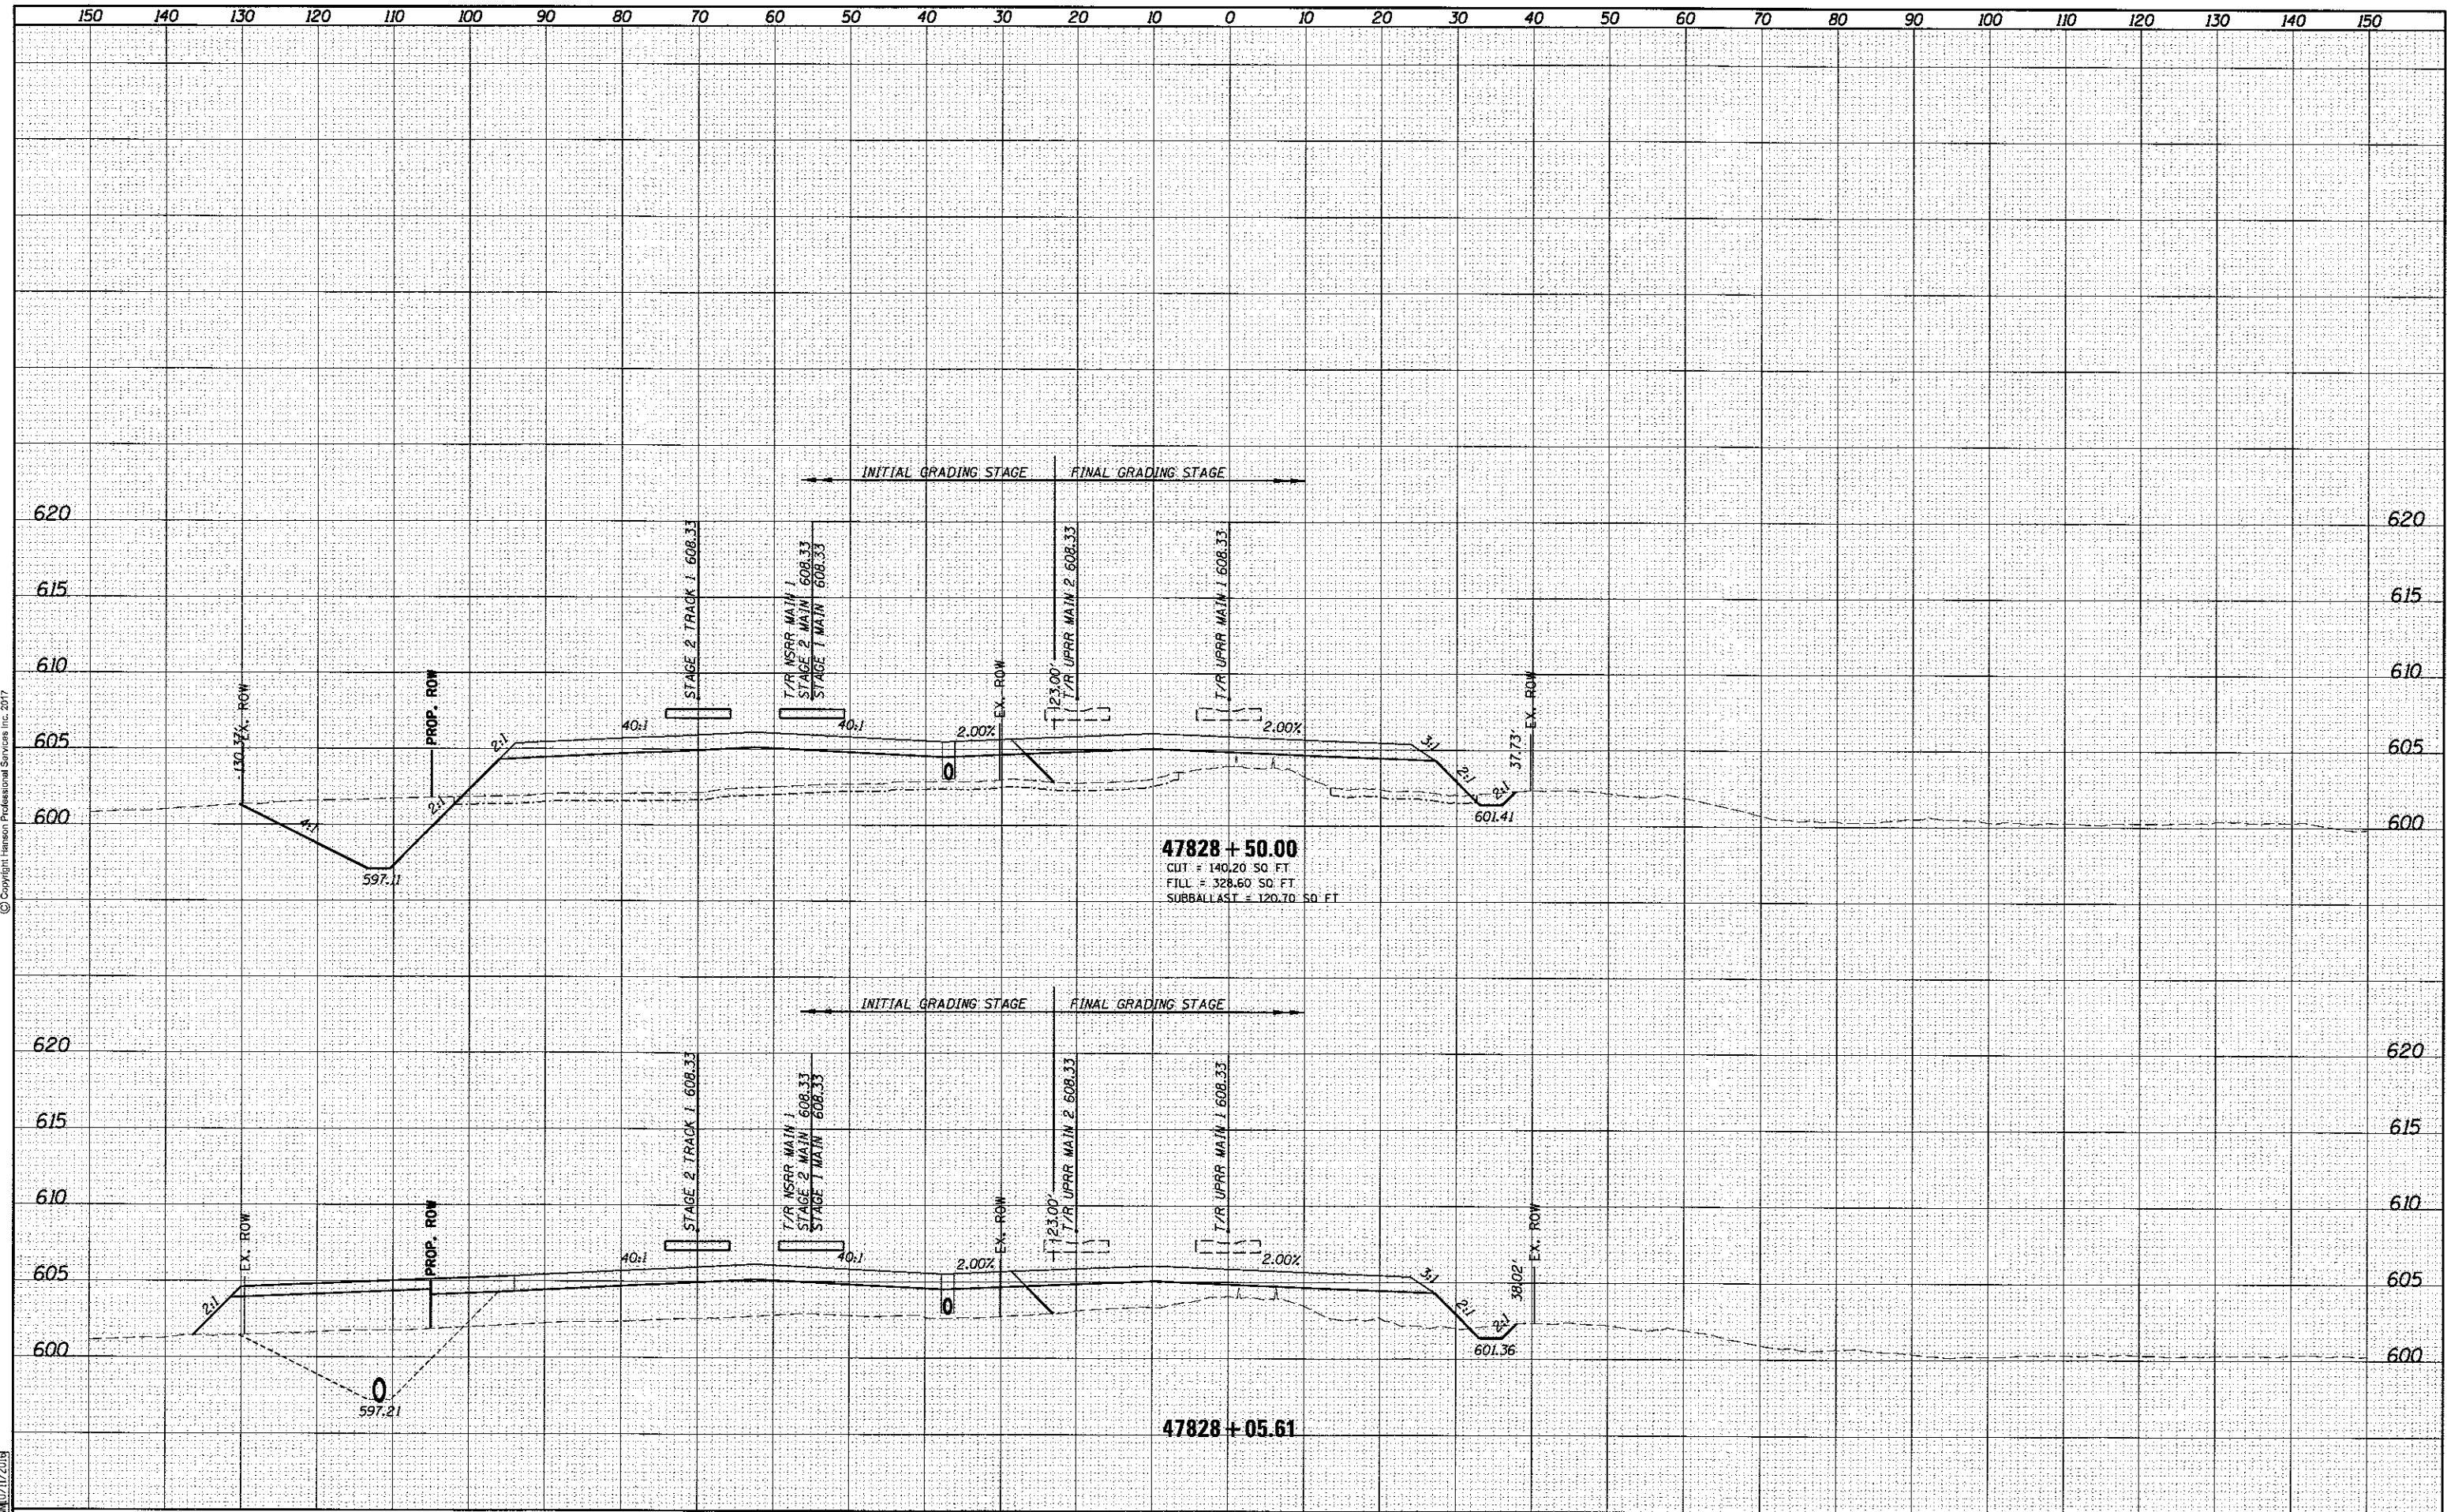 150 140 130 120 110 100 90 80 70 60 50 40 30 20 10 0 10 20 30 40 50 60 70 80 90 100 110 120 130 140 150
INITIAL GRADING STAGE FINAL GRADING STAGE
620 620
615 615
610 610
605 605
600 600
-130.37'
EX. ROW
PROP. ROW
STAGE 2 TRACK 1 608.33
T/R NSRR MAIN 1
STAGE 2 MAIN 608.33
STAGE 1 MAIN 608.33
EX. ROW
-23.00'
T/R UPRR MAIN 2 608.33
T/R UPRR MAIN 1 608.33
37.73'
EX. ROW
4:1
2:1
2:1
40:1
40:1
2.00%
2.00%
3:1
2:1
2:1
597.11
601.41
47828+50.00
CUT = 140.20 SQ FT
FILL = 328.60 SQ FT
SUBBALLAST = 120.70 SQ FT
INITIAL GRADING STAGE FINAL GRADING STAGE
620 620
615 615
610 610
605 605
600 600
EX. ROW
PROP. ROW
STAGE 2 TRACK 1 608.33
T/R NSRR MAIN 1
STAGE 2 MAIN 608.33
STAGE 1 MAIN 608.33
EX. ROW
-23.00'
T/R UPRR MAIN 2 608.33
T/R UPRR MAIN 1 608.33
38.02'
EX. ROW
2:1
40:1
40:1
2.00%
2.00%
3:1
2:1
2:1
597.21
601.36
47828+05.61
© Copyright Hanson Professional Services Inc. 2017